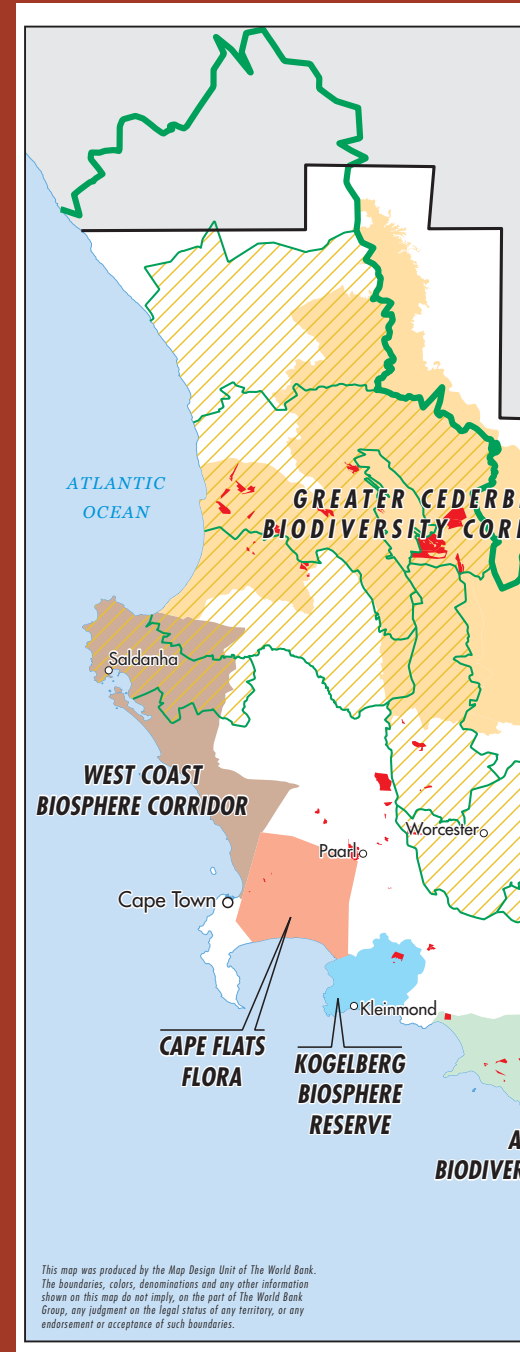 ATLANTIC
OCEAN
GREATER CEDERB
BIODIVERSITY COR
Saldanha
WEST COAST
BIOSPHERE CORRIDOR
Worcester
Paarl
Cape Town
Kleinmond
CAPE FLATS
FLORA
KOGELBERG
BIOSPHERE
RESERVE
A
BIODIVER
This map was produced by the Map Design Unit of The World Bank.
The boundaries, colors, denominations and any other information
shown on this map do not imply, on the part of The World Bank
Group, any judgment on the legal status of any territory, or any
endorsement or acceptance of such boundaries.